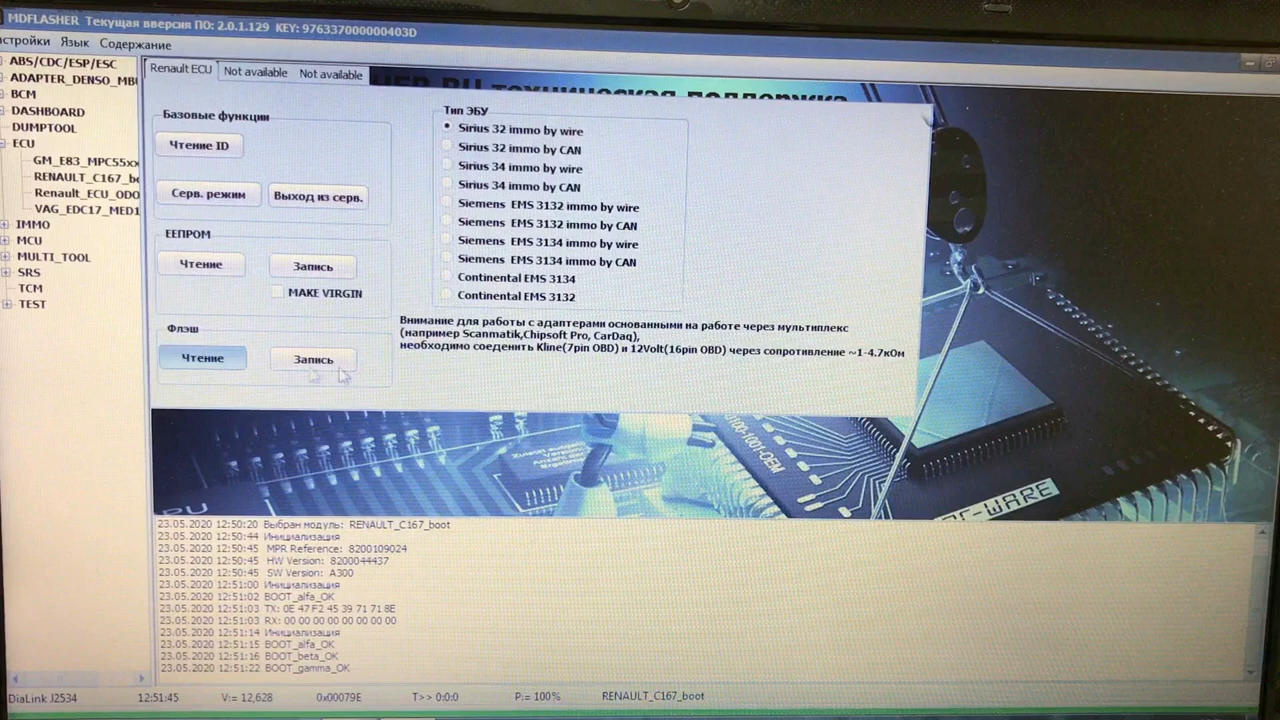 MDFLASHER Текущая вверсия ПО: 2.0.1.129 KEY: 976337000000403D
стройки Язык Содержание
ABS/CDC/ESP/ESC
ADAPTER_DENSO_MB
BCM
DASHBOARD
DUMPTOOL
ECU
GM_E83_MPC55xx
RENAULT_C167_b
Renault_ECU_ODO
VAG_EDC17_MED1
IMMO
MCU
MULTI_TOOL
SRS
TCM
TEST
Renault ECU Not available Not available
техническая поддержка
Базовые функции
Чтение ID
Серв. режим Выход из серв.
ЕЕПРОМ
Чтение Запись
MAKE VIRGIN
Флэш
Чтение Запись
Тип ЭБУ
Sirius 32 immo by wire
Sirius 32 immo by CAN
Sirius 34 immo by wire
Sirius 34 immo by CAN
Siemens EMS 3132 immo by wire
Siemens EMS 3132 immo by CAN
Siemens EMS 3134 immo by wire
Siemens EMS 3134 immo by CAN
Continental EMS 3134
Continental EMS 3132
Внимание для работы с адаптерами основанными на работе через мультиплекс
(например Scanmatik,Chipsoft Pro, CarDaq),
необходимо соеденить Kline(7pin OBD) и 12Volt(16pin OBD) через сопротивление ~1-4.7кОм
0100-1001-OEM
-WARE
23.05.2020 12:50:20 Выбран модуль: RENAULT_C167_boot
23.05.2020 12:50:44 Инициализация
23.05.2020 12:50:45 MPR Reference: 8200109024
23.05.2020 12:50:45 HW Version: 8200044437
23.05.2020 12:50:45 SW Version: A300
23.05.2020 12:51:00 Инициализация
23.05.2020 12:51:02 BOOT_alfa_OK
23.05.2020 12:51:03 TX: 0E 47 F2 45 39 71 71 8E
23.05.2020 12:51:03 RX: 00 00 00 00 00 00 00 00
23.05.2020 12:51:14 Инициализация
23.05.2020 12:51:15 BOOT_alfa_OK
23.05.2020 12:51:16 BOOT_beta_OK
23.05.2020 12:51:22 BOOT_gamma_OK
DiaLink J2534 12:51:45 V:= 12,628 0x00079E T>> 0:0:0 P:= 100% RENAULT_C167_boot